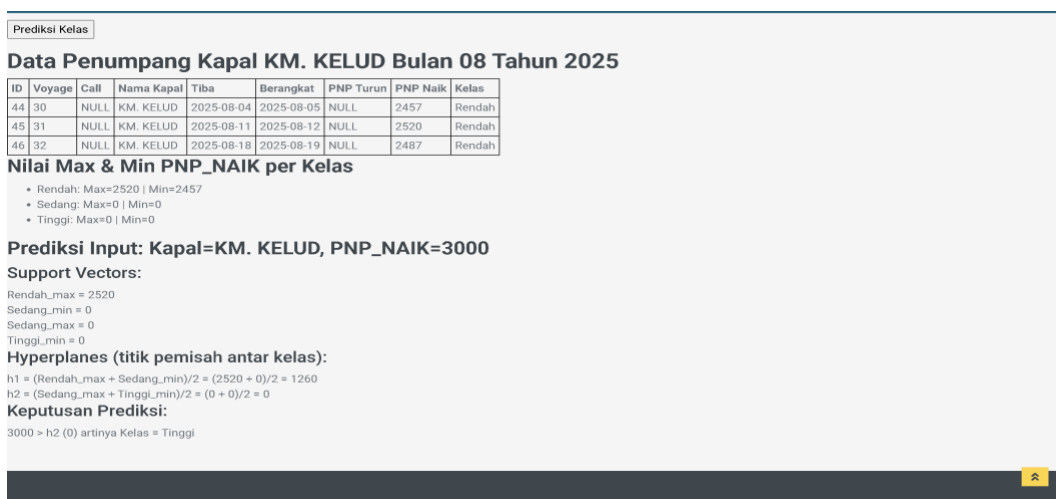 Prediksi Kelas
Data Penumpang Kapal KM. KELUD Bulan 08 Tahun 2025
ID Voyage Call Nama Kapal Tiba Berangkat PNP Turun PNP Naik Kelas
44 30 NULL KM. KELUD 2025-08-04 2025-08-05 NULL 2457 Rendah
45 31 NULL KM. KELUD 2025-08-11 2025-08-12 NULL 2520 Rendah
46 32 NULL KM. KELUD 2025-08-18 2025-08-19 NULL 2487 Rendah
Nilai Max & Min PNP_NAIK per Kelas
• Rendah: Max=2520 | Min=2457
• Sedang: Max=0 | Min=0
• Tinggi: Max=0 | Min=0
Prediksi Input: Kapal=KM. KELUD, PNP_NAIK=3000
Support Vectors:
Rendah_max = 2520
Sedang_min = 0
Sedang_max = 0
Tinggi_min = 0
Hyperplanes (titik pemisah antar kelas):
h1 = (Rendah_max + Sedang_min)/2 = (2520 + 0)/2 = 1260
h2 = (Sedang_max + Tinggi_min)/2 = (0 + 0)/2 = 0
Keputusan Prediksi:
3000 > h2 (0) artinya Kelas = Tinggi